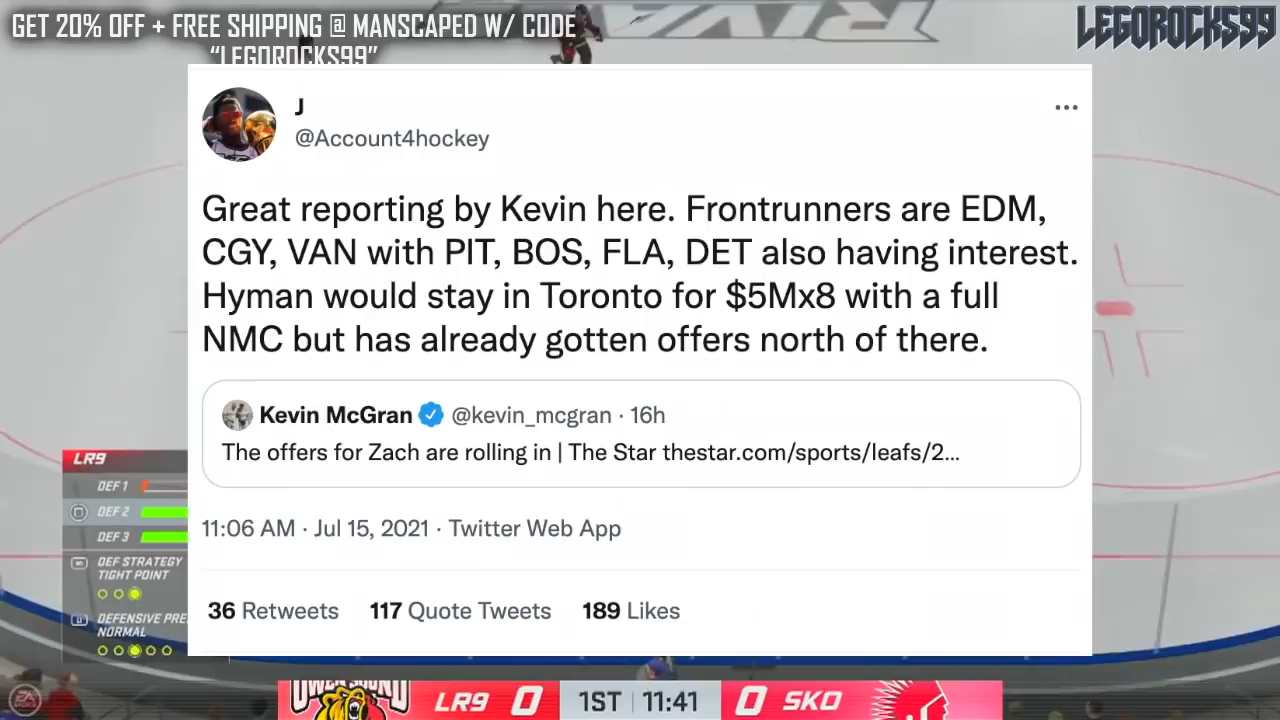 GET 20% OFF + FREE SHIPPING @ MANSCAPED W/ CODE
"LEGOROCKS99"
LEGOROCKS99
J
@Account4hockey
Great reporting by Kevin here. Frontrunners are EDM,
CGY, VAN with PIT, BOS, FLA, DET also having interest.
Hyman would stay in Toronto for $5Mx8 with a full
NMC but has already gotten offers north of there.
Kevin McGran @kevin_mcgran · 16h
The offers for Zach are rolling in | The Star thestar.com/sports/leafs/2...
11:06 AM · Jul 15, 2021 · Twitter Web App
36 Retweets 117 Quote Tweets 189 Likes
LR9
DEF 1
DEF 2
DEF 3
DEF STRATEGY
TIGHT POINT
DEFENSIVE PRE
NORMAL
EA
OWEN SOUND
LR9 0 1ST 11:41 0 SKO